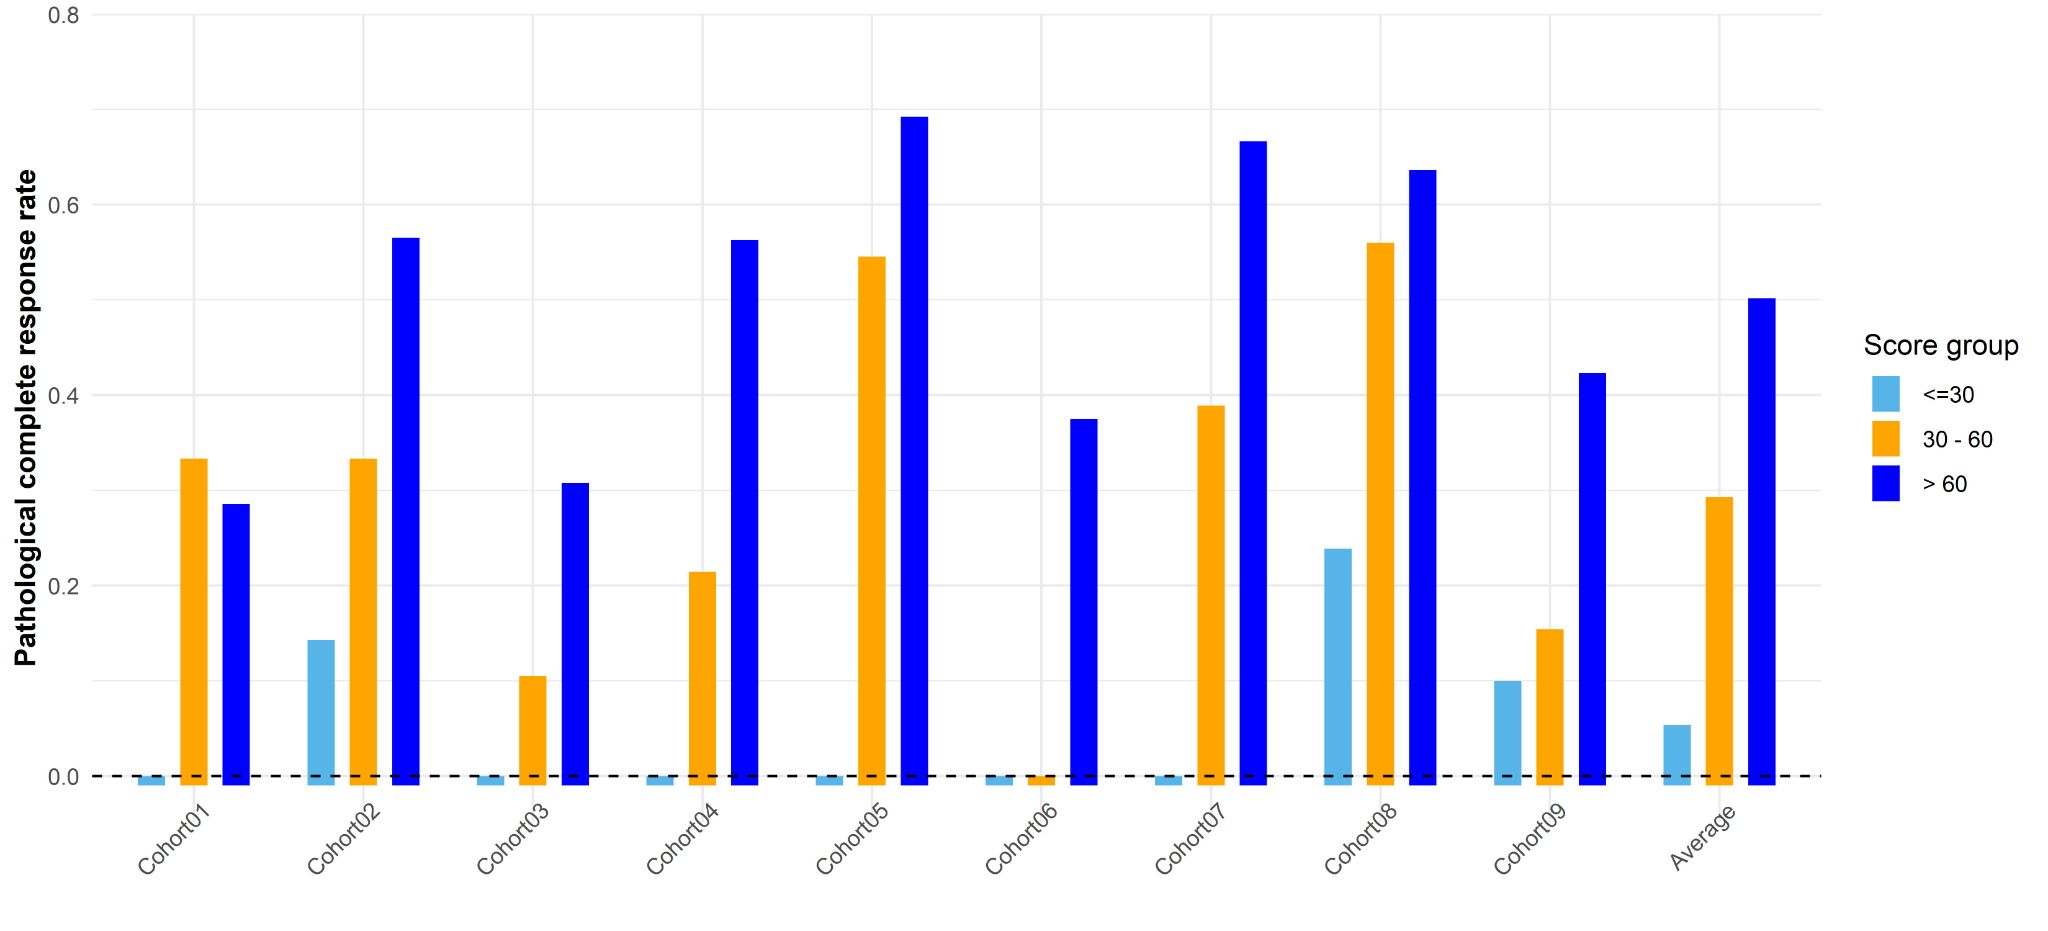 Pathological complete response rate
0.8
0.6
0.4
0.2
0.0
Cohort01
Cohort02
Cohort03
Cohort04
Cohort05
Cohort06
Cohort07
Cohort08
Cohort09
Average
Score group
<=30
30 - 60
> 60